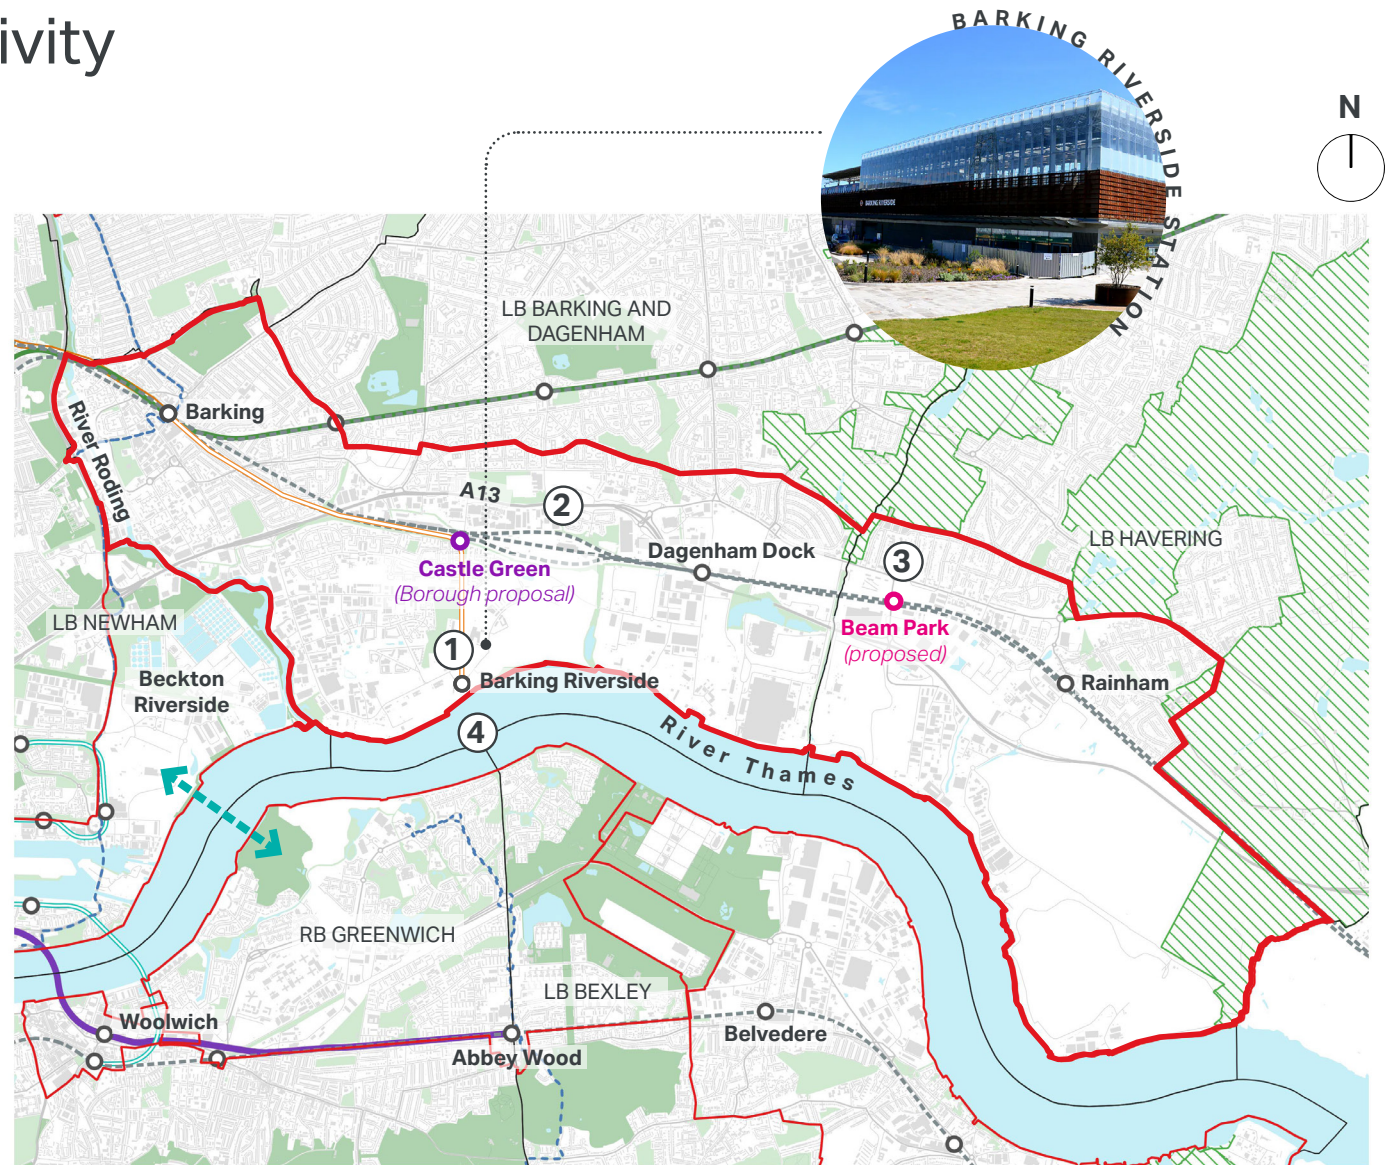 ivity
BARKING RIVERSIDE STATION
N
BARKING RIVERSIDE
LB BARKING AND
DAGENHAM
Barking
River Roding
A13
2
Castle Green
(Borough proposal)
Dagenham Dock
3
LB HAVERING
Beam Park
(proposed)
LB NEWHAM
1
Barking Riverside
Rainham
Beckton
Riverside
4
River Thames
RB GREENWICH
LB BEXLEY
Woolwich
Abbey Wood
Belvedere